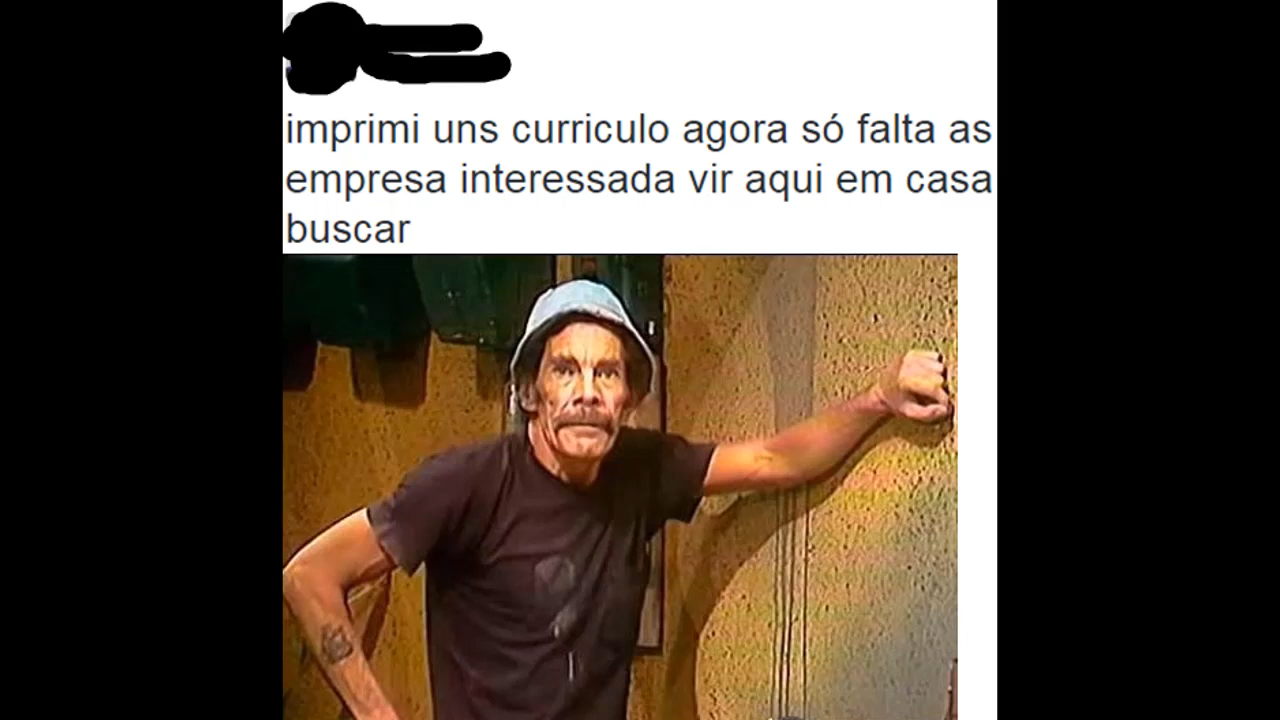 imprimi uns curriculo agora só falta as
empresa interessada vir aqui em casa
buscar